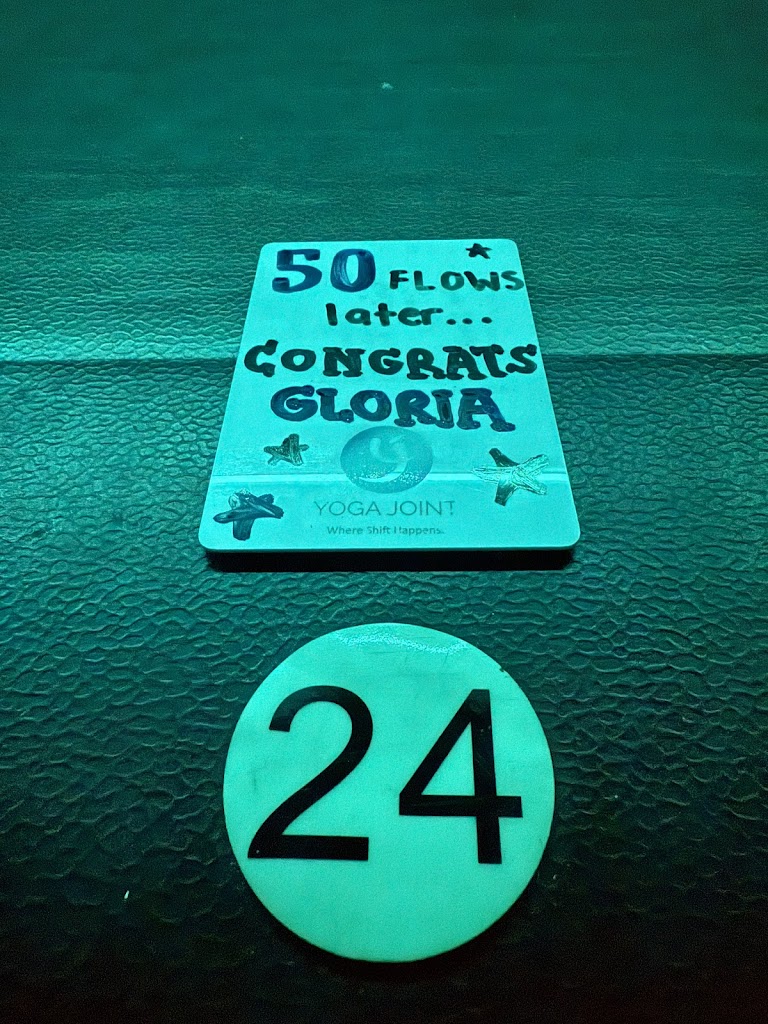 50 FLOWS
later...
CONGRATS
GLORIA
YOGA JOINT
Where Shift Happens.
24